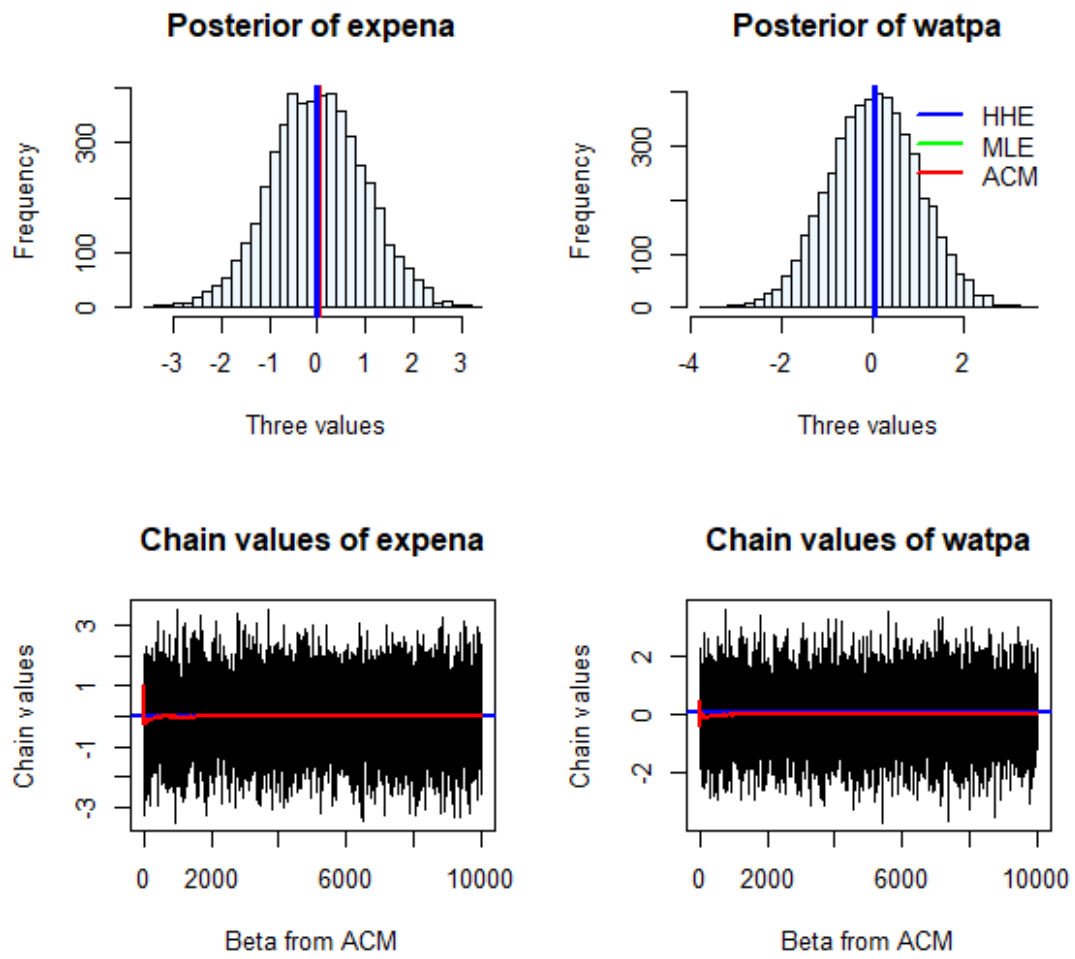 Posterior of expena
Frequency
0 100 300
-3 -2 -1 0 1 2 3
Three values
Posterior of watpa
Frequency
0 100 300
-4 -2 0 2
Three values
HHE
MLE
ACM
Chain values of expena
Chain values
-3 -1 1 3
0 2000 6000 10000
Beta from ACM
Chain values of watpa
Chain values
-2 0 2
0 2000 6000 10000
Beta from ACM